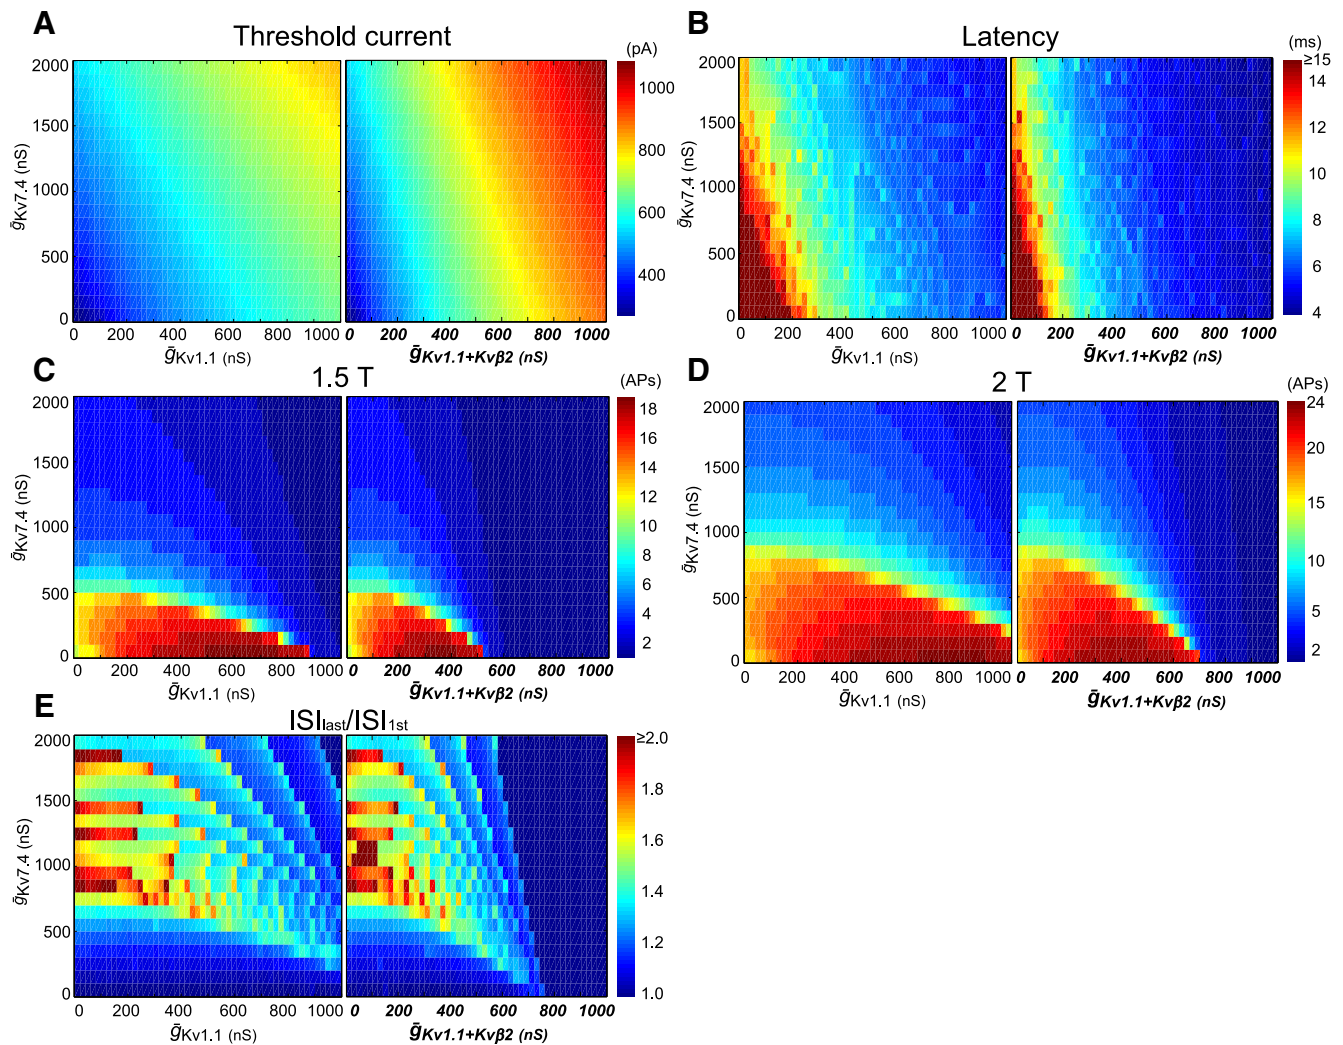 A
Threshold current
(pA)
2000
1500
1000
500
0
1000
800
600
400
0 200 400 600 800 1000
0 200 400 600 800 1000
ḡKv7.4 (nS)
ḡKv1.1 (nS)
ḡKv1.1+Kvβ2 (nS)
B
Latency
(ms)
2000
1500
1000
500
0
≥15
14
12
10
8
6
4
0 200 400 600 800 1000
0 200 400 600 800 1000
ḡKv7.4 (nS)
ḡKv1.1 (nS)
ḡKv1.1+Kvβ2 (nS)
C
1.5 T
(APs)
2000
1500
1000
500
0
18
16
14
12
10
8
6
4
2
0 200 400 600 800 1000
0 200 400 600 800 1000
ḡKv7.4 (nS)
ḡKv1.1 (nS)
ḡKv1.1+Kvβ2 (nS)
D
2 T
(APs)
2000
1500
1000
500
0
24
20
15
10
5
2
0 200 400 600 800 1000
0 200 400 600 800 1000
ḡKv7.4 (nS)
ḡKv1.1 (nS)
ḡKv1.1+Kvβ2 (nS)
E
ISIlast/ISI1st
2000
1500
1000
500
0
≥2.0
1.8
1.6
1.4
1.2
1.0
0 200 400 600 800 1000
0 200 400 600 800 1000
ḡKv7.4 (nS)
ḡKv1.1 (nS)
ḡKv1.1+Kvβ2 (nS)